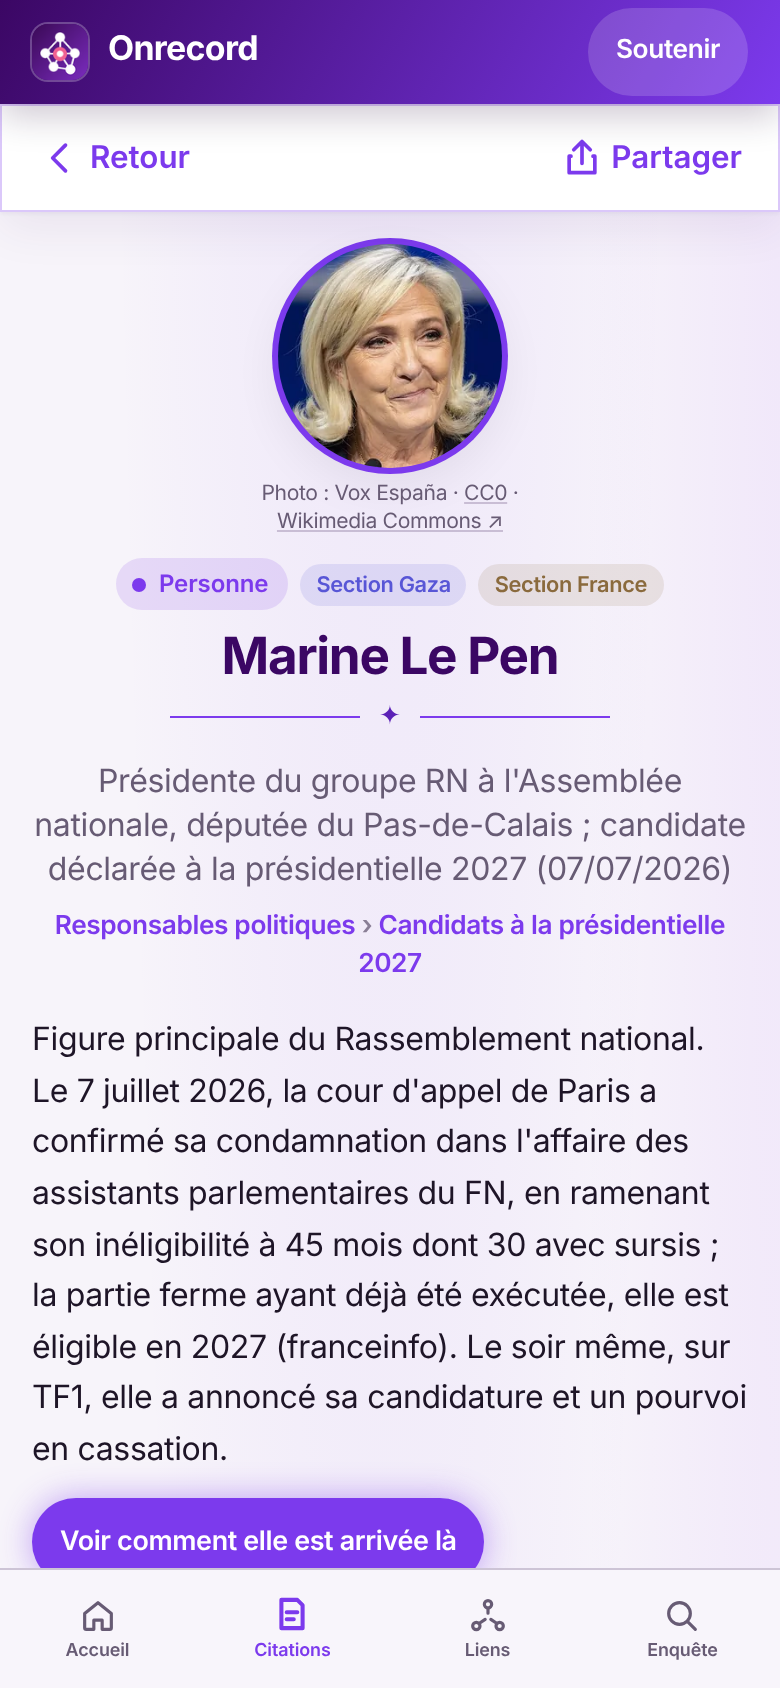 Onrecord
Soutenir
Retour
Partager
Photo : Vox España · CC0 ·
Wikimedia Commons ↗
Personne
Section Gaza
Section France
Marine Le Pen
Présidente du groupe RN à l'Assemblée
nationale, députée du Pas-de-Calais ; candidate
déclarée à la présidentielle 2027 (07/07/2026)
Responsables politiques › Candidats à la présidentielle
2027
Figure principale du Rassemblement national.
Le 7 juillet 2026, la cour d'appel de Paris a
confirmé sa condamnation dans l'affaire des
assistants parlementaires du FN, en ramenant
son inéligibilité à 45 mois dont 30 avec sursis ;
la partie ferme ayant déjà été exécutée, elle est
éligible en 2027 (franceinfo). Le soir même, sur
TF1, elle a annoncé sa candidature et un pourvoi
en cassation.
Voir comment elle est arrivée là
Accueil
Citations
Liens
Enquête